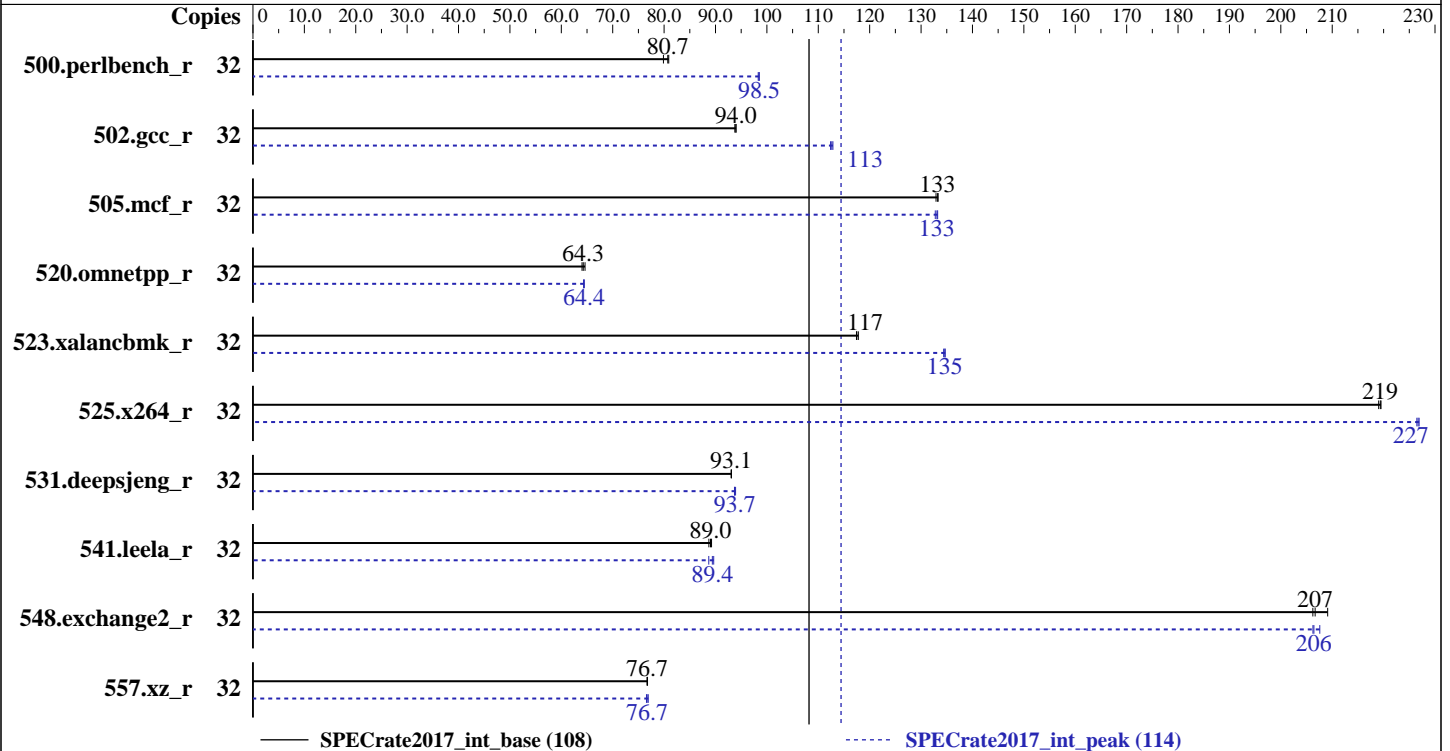 Copies 0 10.0 20.0 30.0 40.0 50.0 60.0 70.0 80.0 90.0 100 110 120 130 140 150 160 170 180 190 200 210 230
80.7
500.perlbench_r 32
98.5
94.0
502.gcc_r 32
113
133
505.mcf_r 32
133
64.3
520.omnetpp_r 32
64.4
117
523.xalancbmk_r 32
135
219
525.x264_r 32
227
93.1
531.deepsjeng_r 32
93.7
89.0
541.leela_r 32
89.4
207
548.exchange2_r 32
206
76.7
557.xz_r 32
76.7
SPECrate2017_int_base (108) SPECrate2017_int_peak (114)